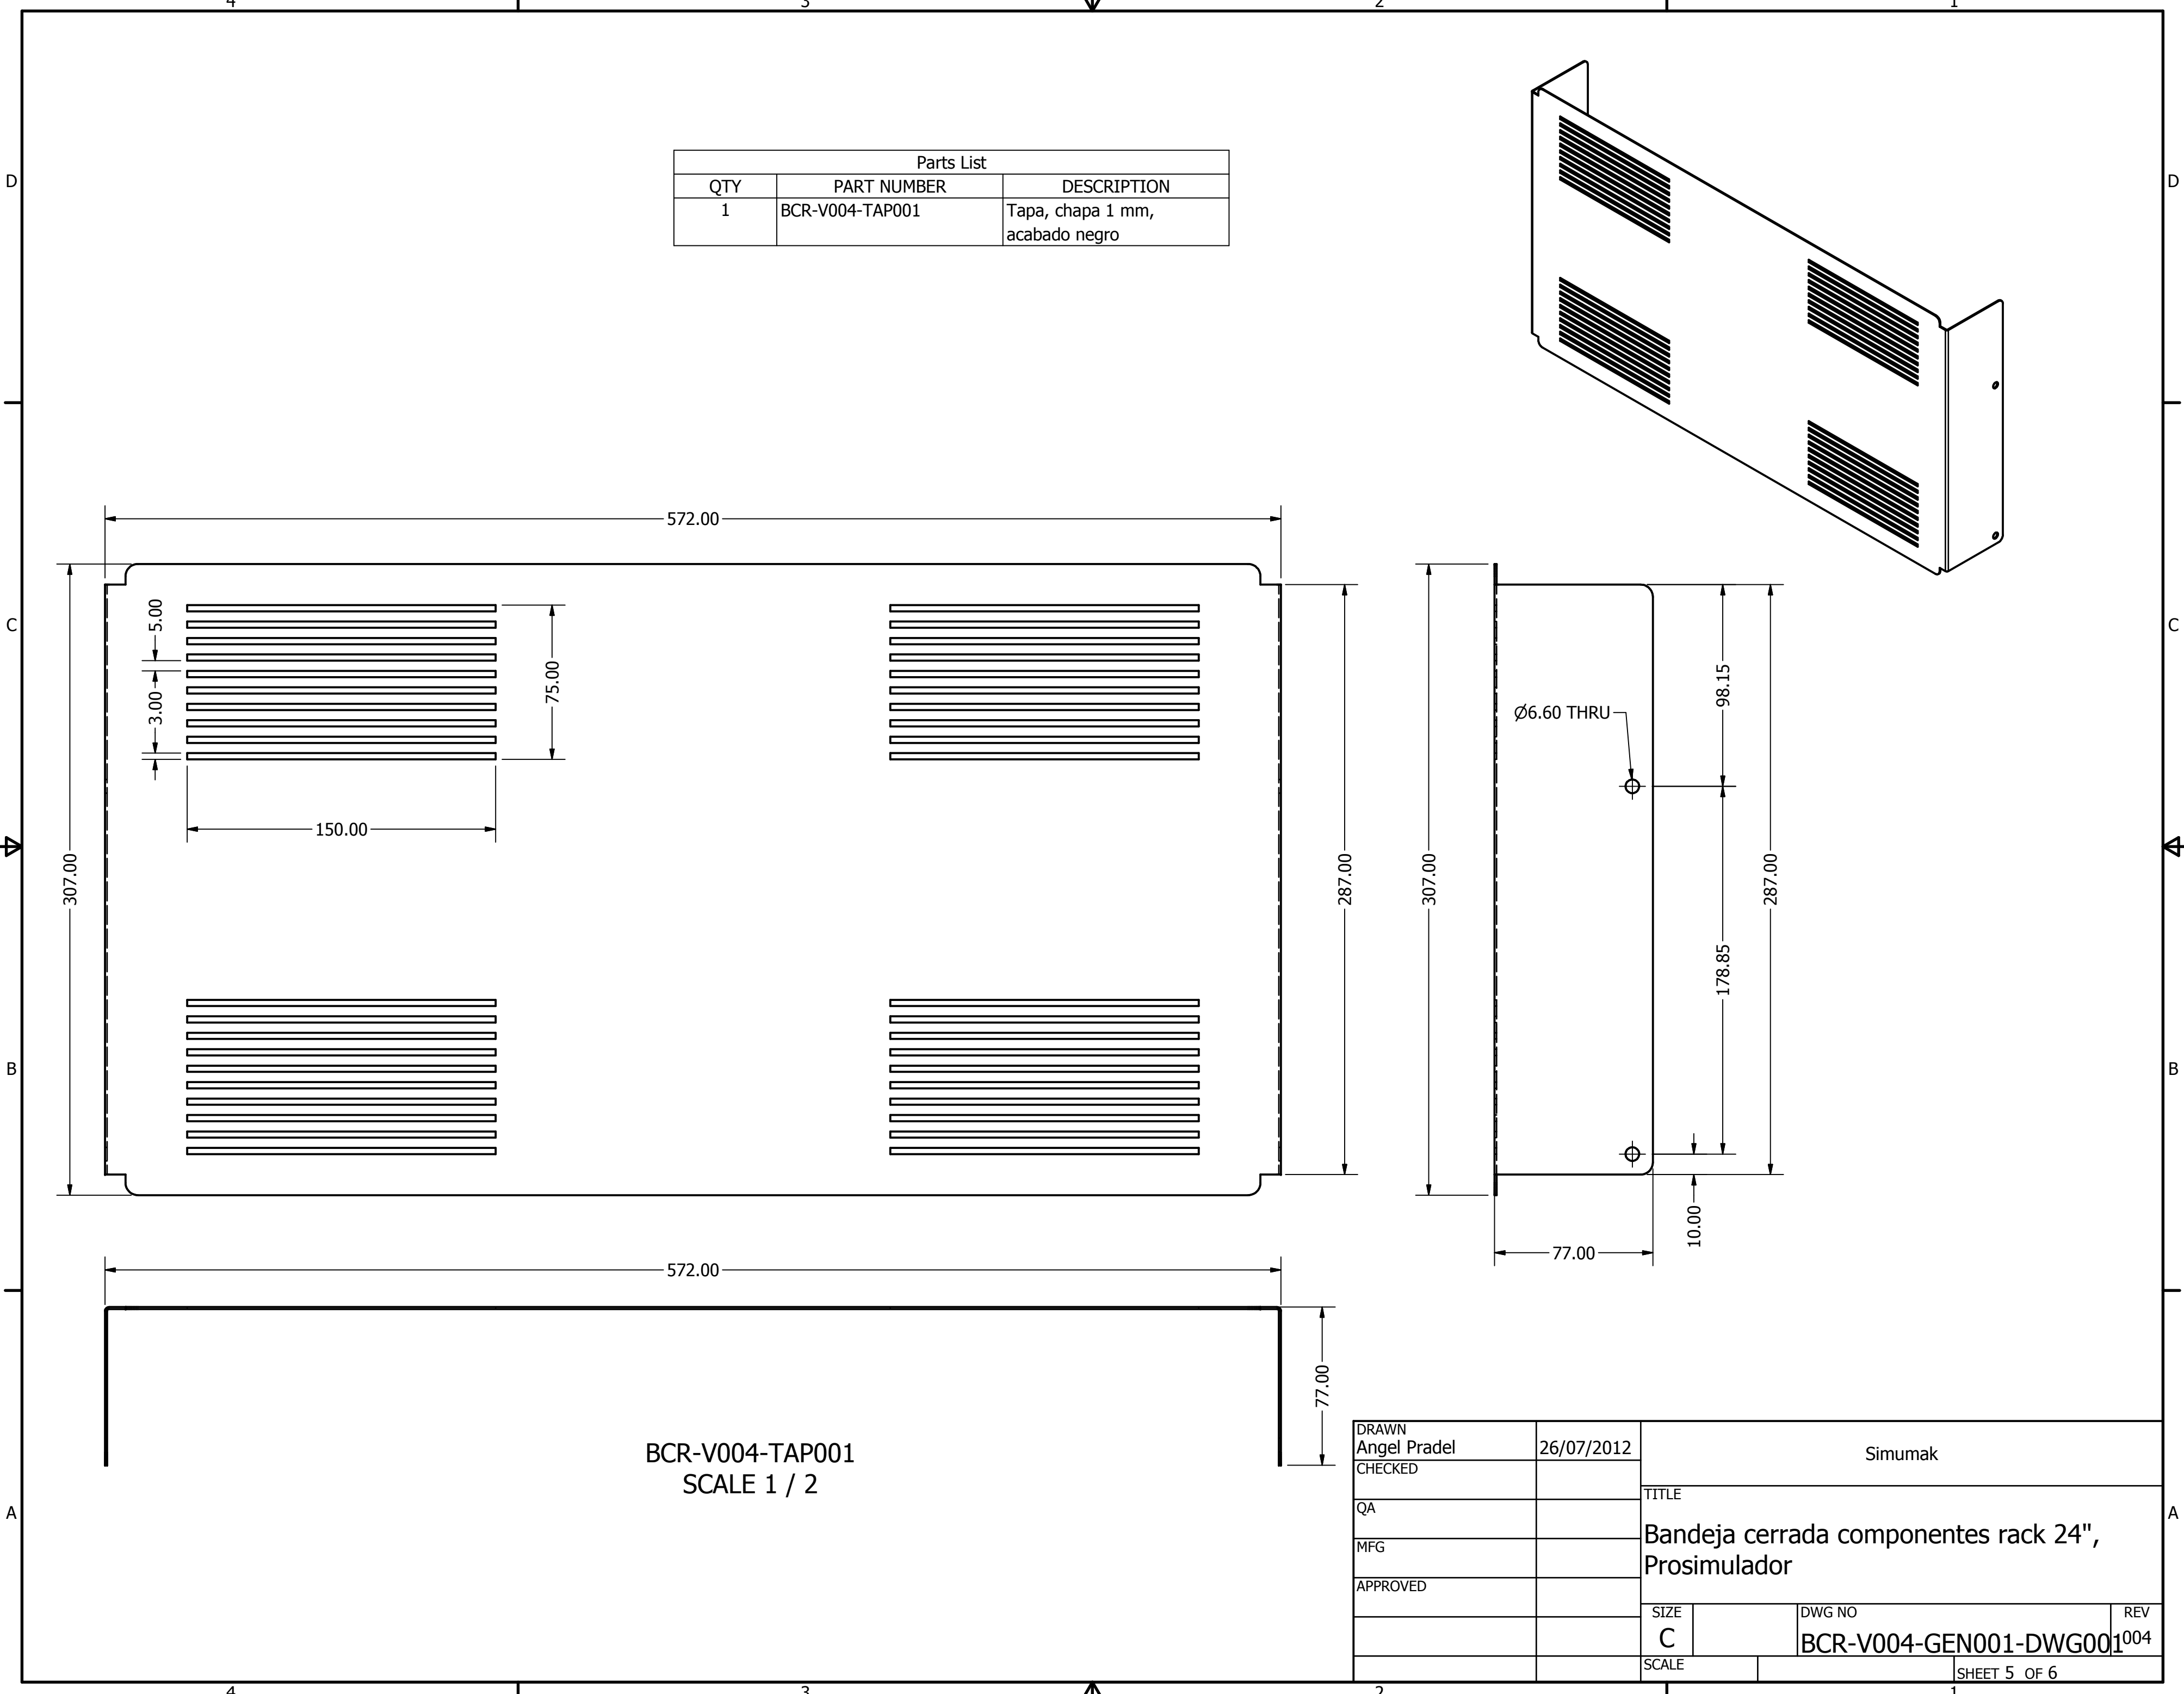 4 3 2 1
Parts List
QTY PART NUMBER DESCRIPTION
1 BCR-V004-TAP001 Tapa, chapa 1 mm,
acabado negro
D D
572.00
C C
5.00
3.00
75.00
150.00
307.00
287.00
307.00
98.15
Ø6.60 THRU
287.00
178.85
10.00
77.00
B B
572.00
77.00
BCR-V004-TAP001
SCALE 1 / 2
A A
DRAWN
Angel Pradel 26/07/2012
CHECKED
QA
MFG
APPROVED
Simumak
TITLE
Bandeja cerrada componentes rack 24",
Prosimulador
SIZE
C
DWG NO
BCR-V004-GEN001-DWG001
REV
004
SCALE
SHEET 5 OF 6
4 3 2 1